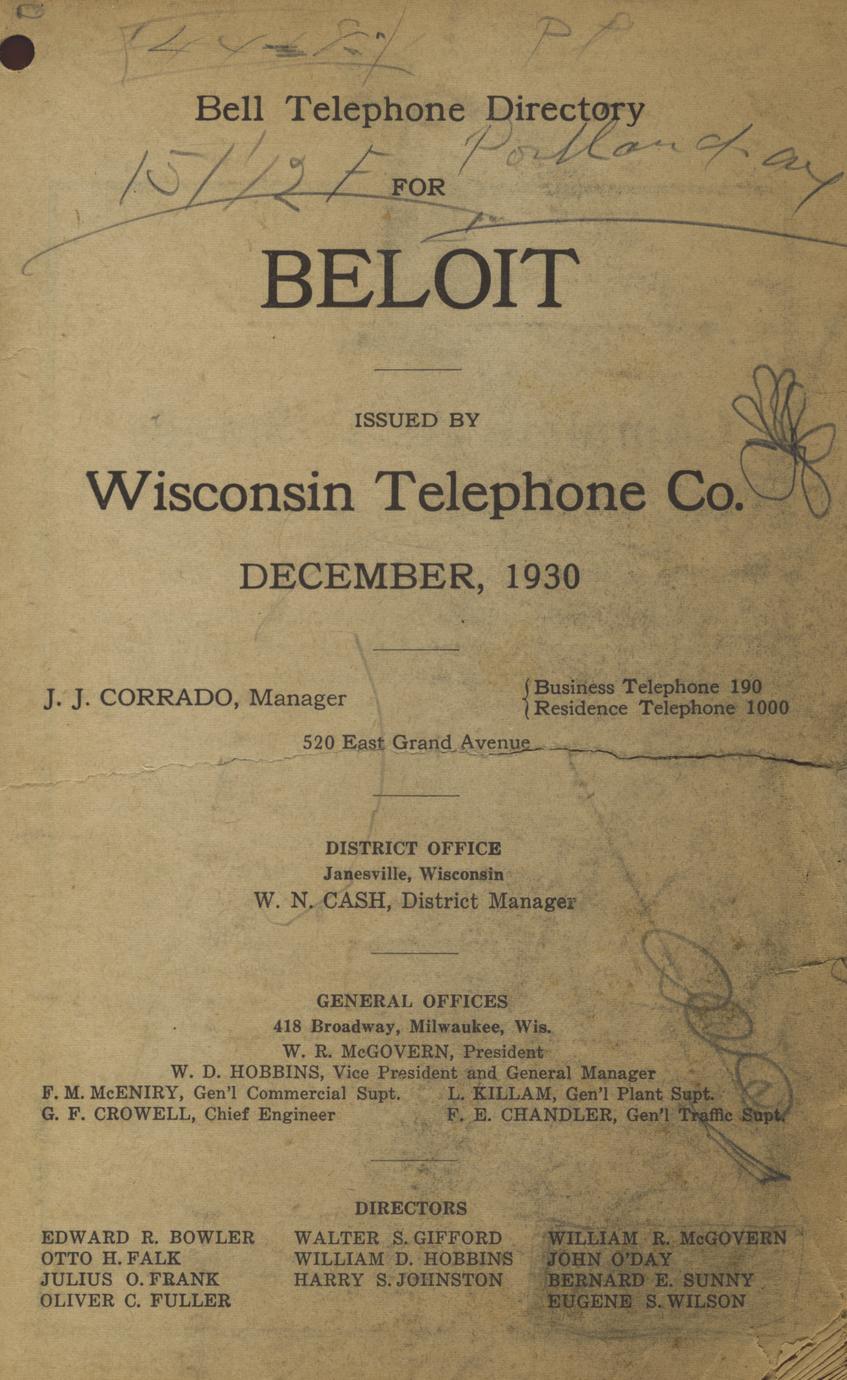 Bell Telephone Directory
Portland
FOR
BELOIT
ISSUED BY
Wisconsin Telephone Co.
DECEMBER, 1930
J. J. CORRADO, Manager
{Business Telephone 190
Residence Telephone 1000
520 East Grand Avenue
DISTRICT OFFICE
Janesville, Wisconsin
W. N. CASH, District Manager
GENERAL OFFICES
418 Broadway, Milwaukee, Wis.
W. R. McGOVERN, President
W. D. HOBBINS, Vice President and General Manager
F. M. McENIRY, Gen'l Commercial Supt. L. KILLAM, Gen'l Plant Supt.
G. F. CROWELL, Chief Engineer F. E. CHANDLER, Gen'l Traffic Supt.
DIRECTORS
EDWARD R. BOWLER WALTER S. GIFFORD WILLIAM R. McGOVERN
OTTO H. FALK WILLIAM D. HOBBINS JOHN O'DAY
JULIUS O. FRANK HARRY S. JOHNSTON BERNARD E. SUNNY
OLIVER C. FULLER EUGENE S. WILSON